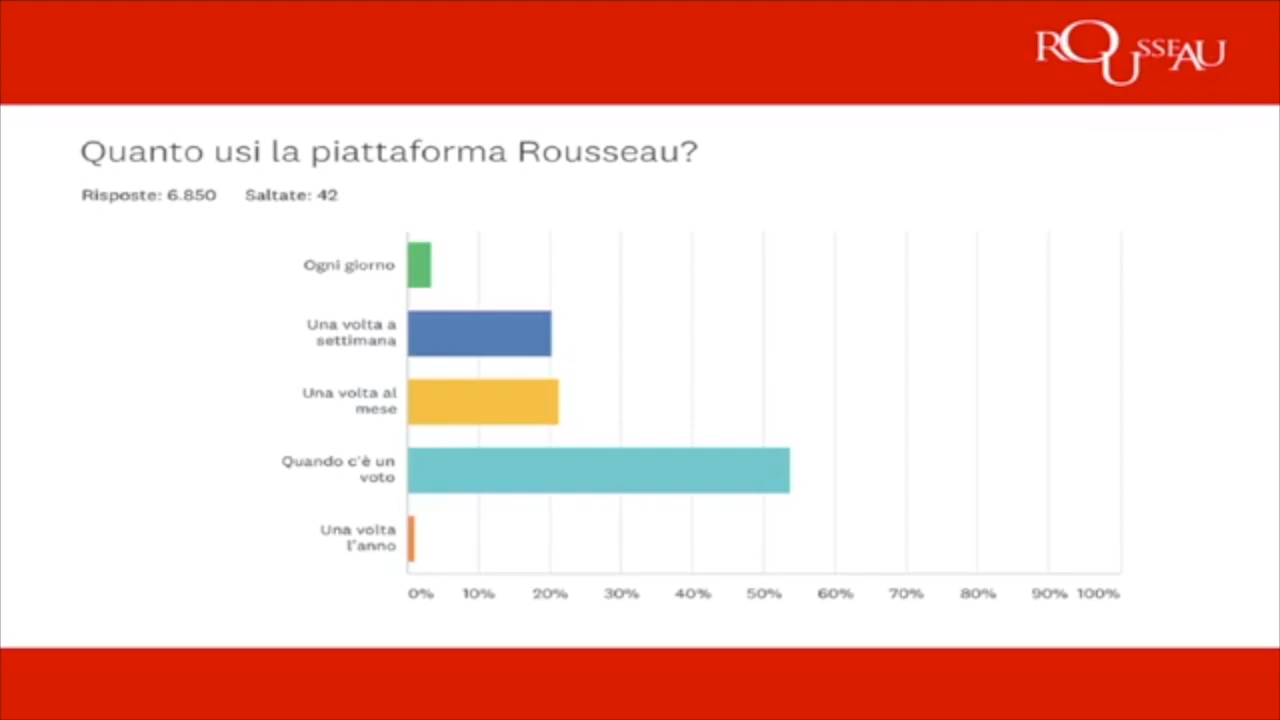 ROUSSEAU
Quanto usi la piattaforma Rousseau?
Risposte: 6.850 Saltate: 42
Ogni giorno
Una volta a
settimana
Una volta al
mese
Quando c'è un
voto
Una volta
l'anno
0% 10% 20% 30% 40% 50% 60% 70% 80% 90% 100%